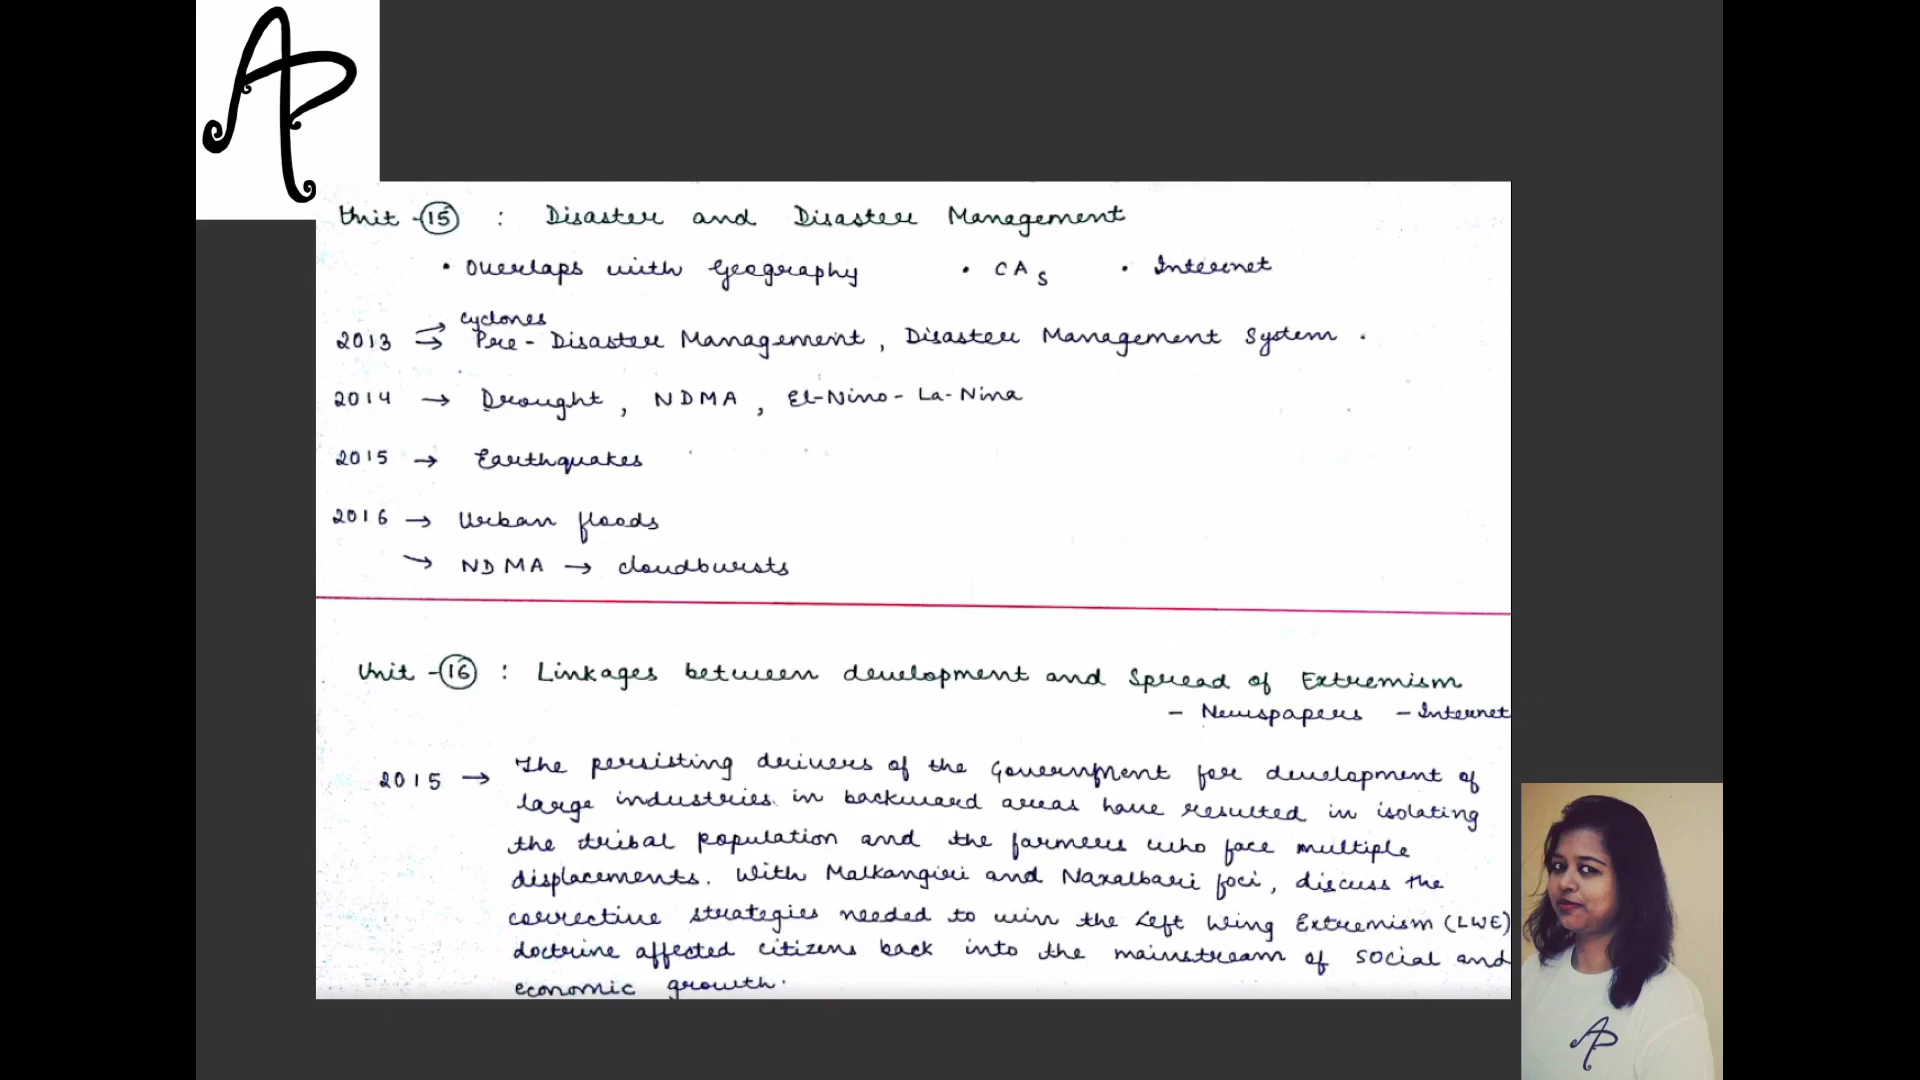 AP
Unit - 15 : Disaster and Disaster Management
• Overlaps with Geography • CAs • Internet
cyclones
2013 → Pre - Disaster Management, Disaster Management System.
2014 → Drought, NDMA, El-Nino - La-Nina
2015 → Earthquakes
2016 → Urban floods
→ NDMA → cloudbursts
Unit - 16 : Linkages between development and Spread of Extremism
- Newspapers - Internet
2015 → The persisting drivers of the Government for development of
large industries in backward areas have resulted in isolating
the tribal population and the farmers who face multiple
displacements. With Malkangiri and Naxalbari foci, discuss the
corrective strategies needed to win the Left Wing Extremism (LWE)
doctrine affected citizens back into the mainstream of social and
economic growth.
AP